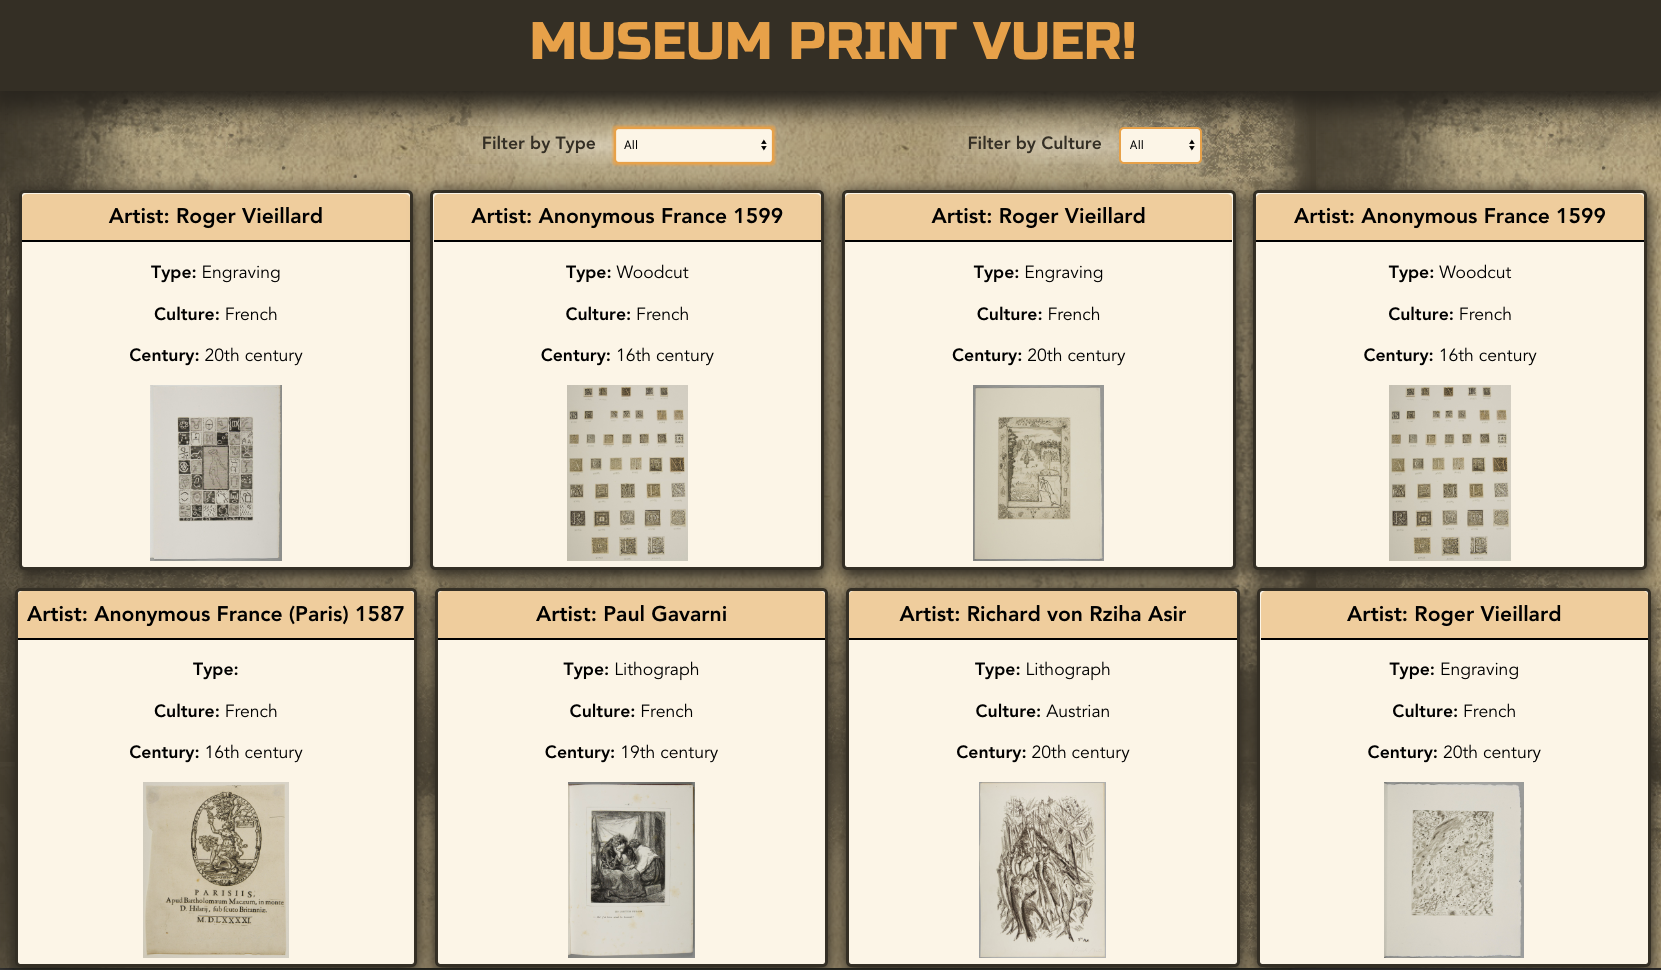 MUSEUM PRINT VUER!
Filter by Type All
Filter by Culture All
Artist: Roger Vieillard
Type: Engraving
Culture: French
Century: 20th century
Artist: Anonymous France 1599
Type: Woodcut
Culture: French
Century: 16th century
Artist: Roger Vieillard
Type: Engraving
Culture: French
Century: 20th century
Artist: Anonymous France 1599
Type: Woodcut
Culture: French
Century: 16th century
Artist: Anonymous France (Paris) 1587
Type:
Culture: French
Century: 16th century
PARISIIS,
Apud Bartholomæum Macæum, in monte
D. Hilarij, sub scuto Britanniæ.
M. D. LXXXXI.
Artist: Paul Gavarni
Type: Lithograph
Culture: French
Century: 19th century
Artist: Richard von Rziha Asir
Type: Lithograph
Culture: Austrian
Century: 20th century
Artist: Roger Vieillard
Type: Engraving
Culture: French
Century: 20th century